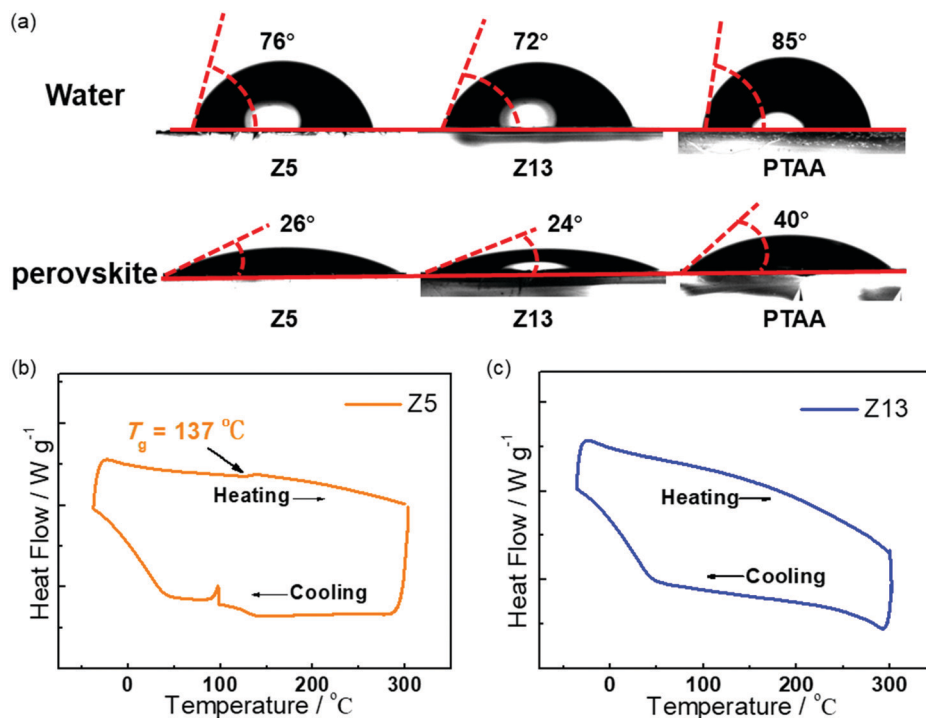 (a)
76° 72° 85°
Water
Z5 Z13 PTAA
26° 24° 40°
perovskite
Z5 Z13 PTAA
(b)
Z5
Tg = 137 ℃
Heating
Cooling
Heat Flow / W g-1
0 100 200 300
Temperature / ℃
(c)
Z13
Heating
Cooling
Heat Flow / W g-1
0 100 200 300
Temperature / ℃